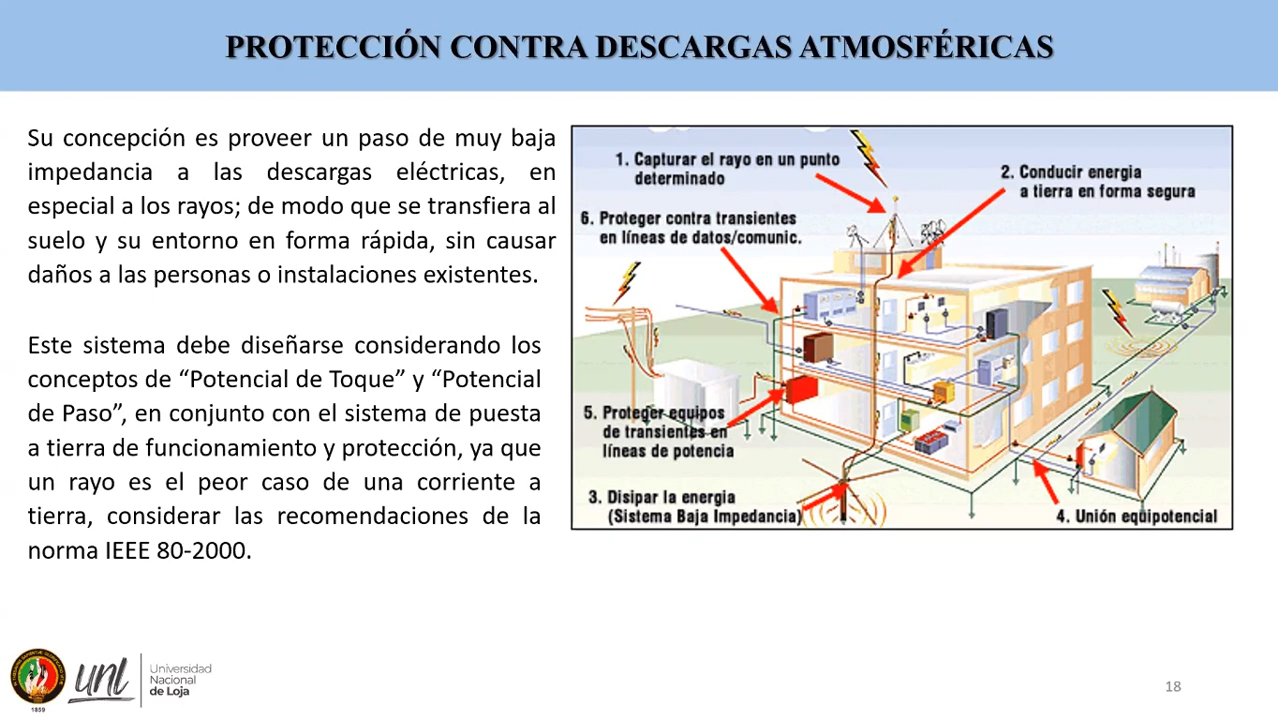 PROTECCIÓN CONTRA DESCARGAS ATMOSFÉRICAS
Su concepción es proveer un paso de muy baja
impedancia a las descargas eléctricas, en
especial a los rayos; de modo que se transfiera al
suelo y su entorno en forma rápida, sin causar
daños a las personas o instalaciones existentes.
Este sistema debe diseñarse considerando los
conceptos de “Potencial de Toque” y “Potencial
de Paso”, en conjunto con el sistema de puesta
a tierra de funcionamiento y protección, ya que
un rayo es el peor caso de una corriente a
tierra, considerar las recomendaciones de la
norma IEEE 80-2000.
1. Capturar el rayo en un punto
determinado
2. Conducir energia
a tierra en forma segura
6. Proteger contra transientes
en líneas de datos/comunic.
5. Proteger equipos
de transientes en
líneas de potencia
3. Disipar la energia
(Sistema Baja Impedancia)
4. Unión equipotencial
1859
unl
Universidad
Nacional
de Loja
18